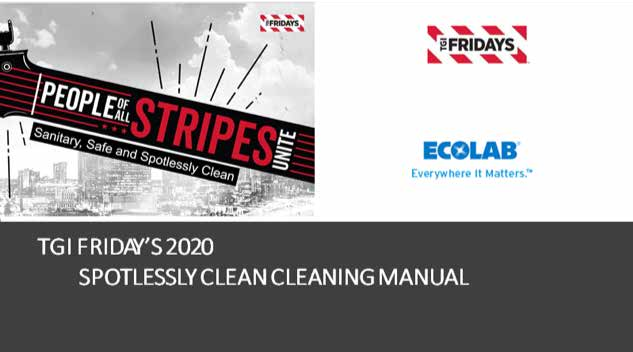 TGI FRIDAYS
TGI FRIDAYS
PEOPLE OF ALL STRIPES UNITE
Sanitary, Safe and Spotlessly Clean
ECOLAB®
Everywhere It Matters.™
TGI FRIDAY'S 2020
SPOTLESSLY CLEAN CLEANING MANUAL